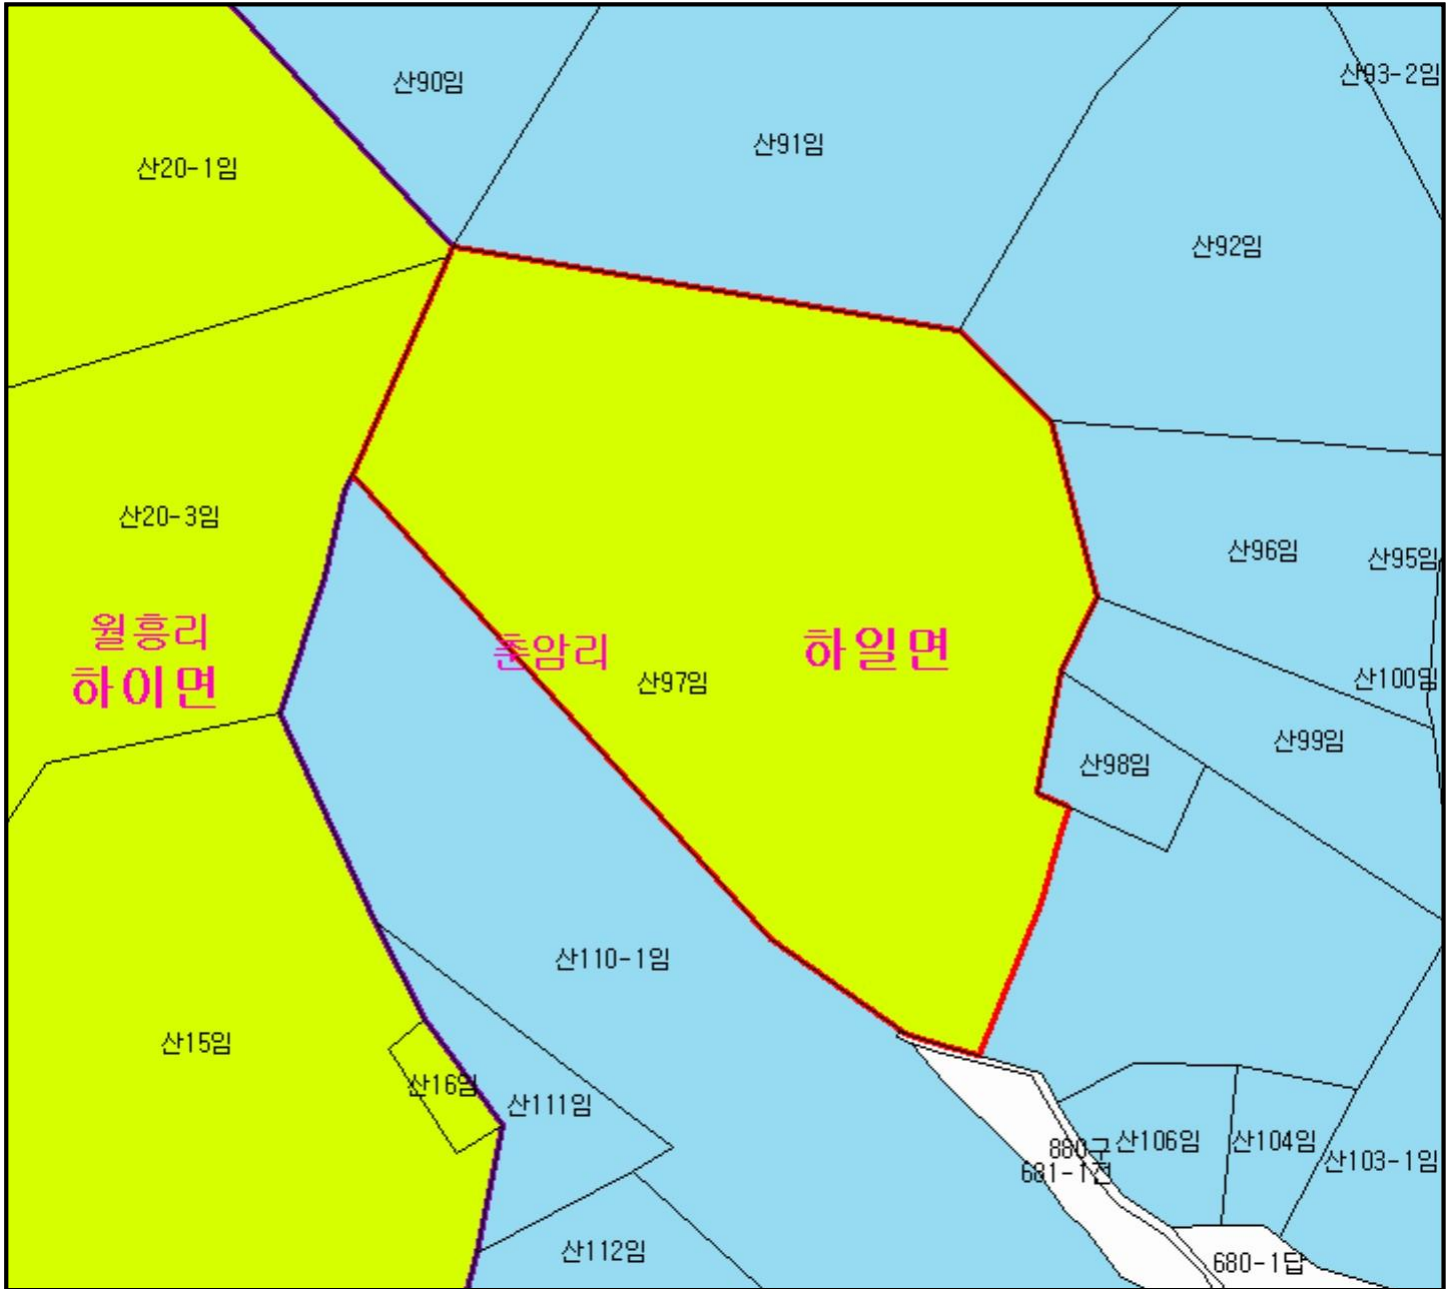 산90임
산93-2임
산91임
산20-1임
산92임
산20-3임
산96임
산95임
월흥리
춘암리
하일면
하이면
산97임
산100임
산99임
산98임
산110-1임
산15임
산16임
산111임
880구
산106임
산104임
681-1전
산103-1임
산112임
680-1답